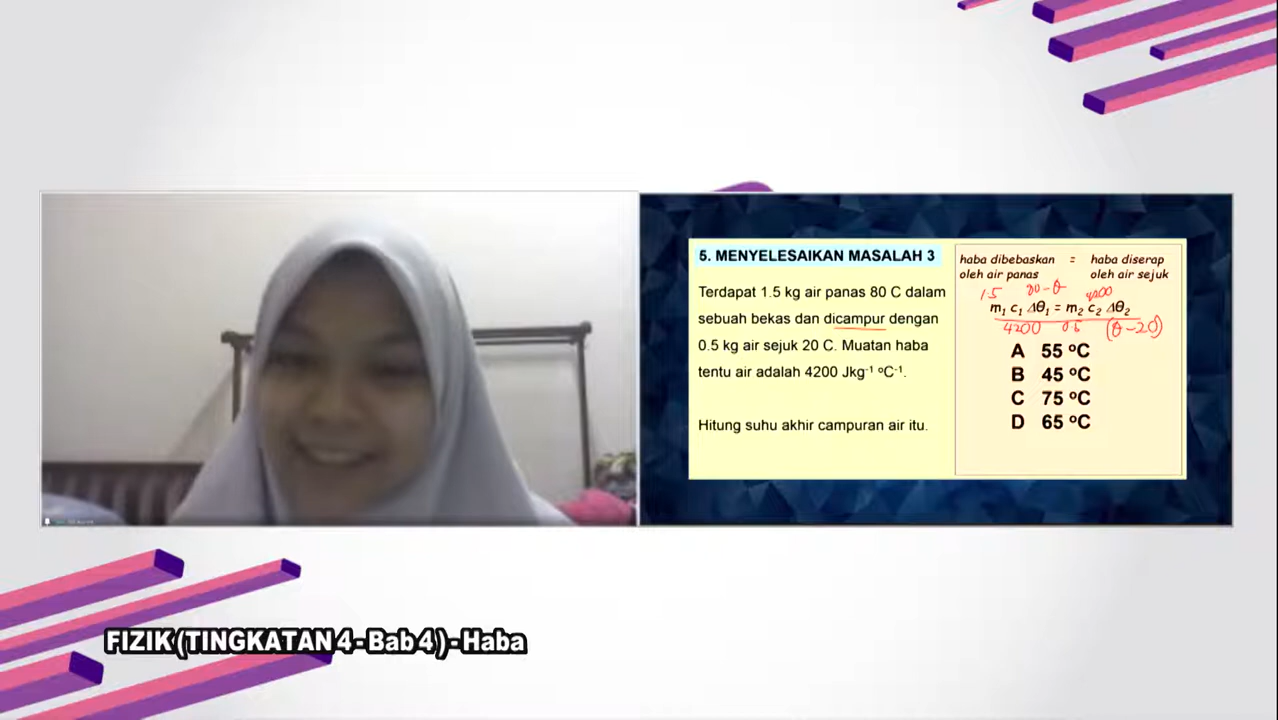 5. MENYELESAIKAN MASALAH 3
Terdapat 1.5 kg air panas 80 C dalam
sebuah bekas dan dicampur dengan
0.5 kg air sejuk 20 C. Muatan haba
tentu air adalah 4200 Jkg⁻¹ ºC⁻¹.
Hitung suhu akhir campuran air itu.
haba dibebaskan = haba diserap
oleh air panas oleh air sejuk
1.5 80-θ 4200
m₁ c₁ Δθ₁ = m₂ c₂ Δθ₂
4200 0.5 (θ-20)
A 55 ºC
B 45 ºC
C 75 ºC
D 65 ºC
FIZIK (TINGKATAN 4 - Bab 4) - Haba